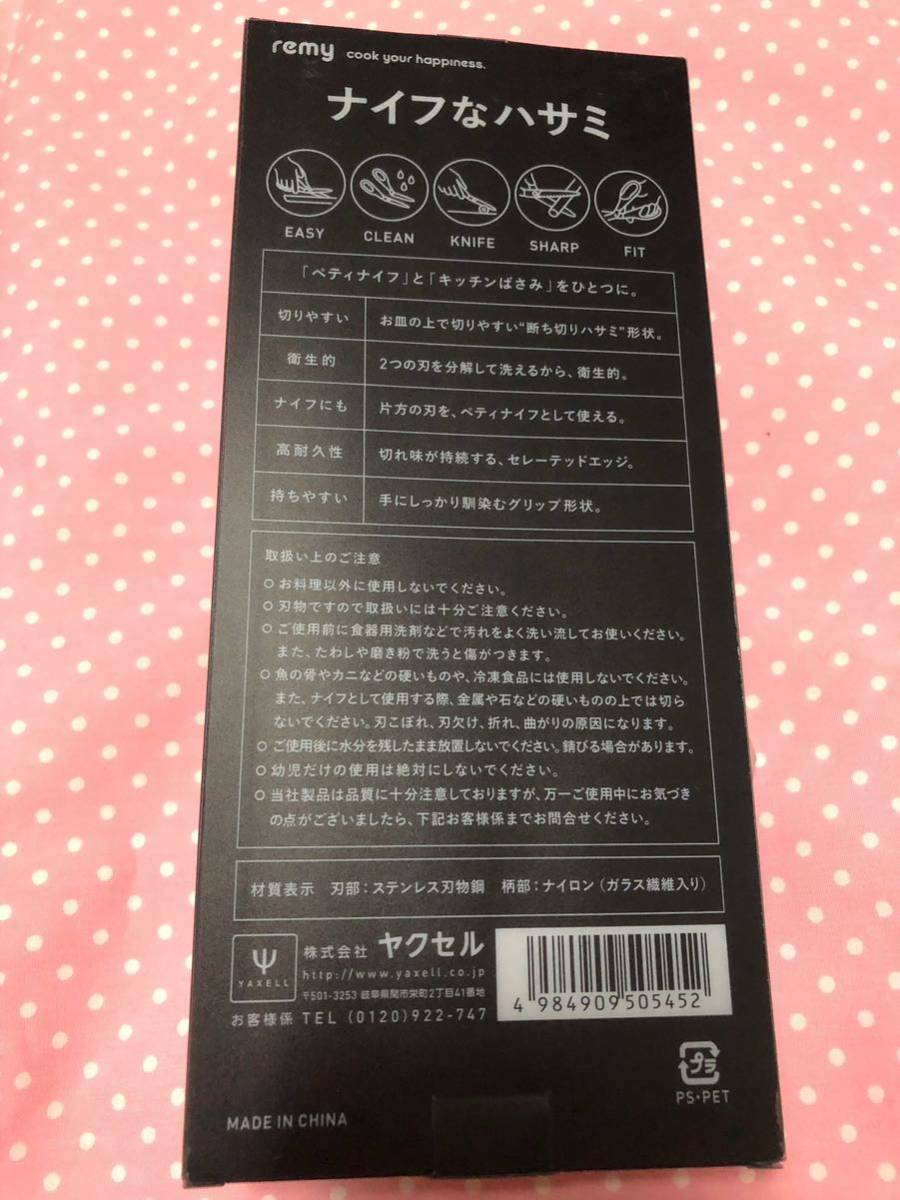 remy cook your happiness.
ナイフなハサミ
EASY CLEAN KNIFE SHARP FIT
「ペティナイフ」と「キッチンばさみ」をひとつに。
切りやすい お皿の上で切りやすい“断ち切りハサミ”形状。
衛生的 2つの刃を分解して洗えるから、衛生的。
ナイフにも 片方の刃を、ペティナイフとして使える。
高耐久性 切れ味が持続する、セレーテッドエッジ。
持ちやすい 手にしっかり馴染むグリップ形状。
取扱い上のご注意
○ お料理以外に使用しないでください。
○ 刃物ですので取扱いには十分ご注意ください。
○ ご使用前に食器用洗剤などで汚れをよく洗い流してお使いください。
また、たわしや磨き粉で洗うと傷がつきます。
○ 魚の骨やカニなどの硬いものや、冷凍食品には使用しないでください。
また、ナイフとして使用する際、金属や石などの硬いものの上では切ら
ないでください。刃こぼれ、刃欠け、折れ、曲がりの原因になります。
○ ご使用後に水分を残したまま放置しないでください。錆びる場合があります。
○ 幼児だけの使用は絶対にしないでください。
○ 当社製品は品質に十分注意しておりますが、万一ご使用中にお気づき
の点がございましたら、下記お客様係までお問合せください。
材質表示 刃部：ステンレス刃物鋼 柄部：ナイロン（ガラス繊維入り）
YAXELL
株式会社 ヤクセル
http://www.yaxell.co.jp
〒501-3253 岐阜県関市栄町2丁目41番地
お客様係 TEL (0120)922-747
4 984909 505452
プラ
PS・PET
MADE IN CHINA